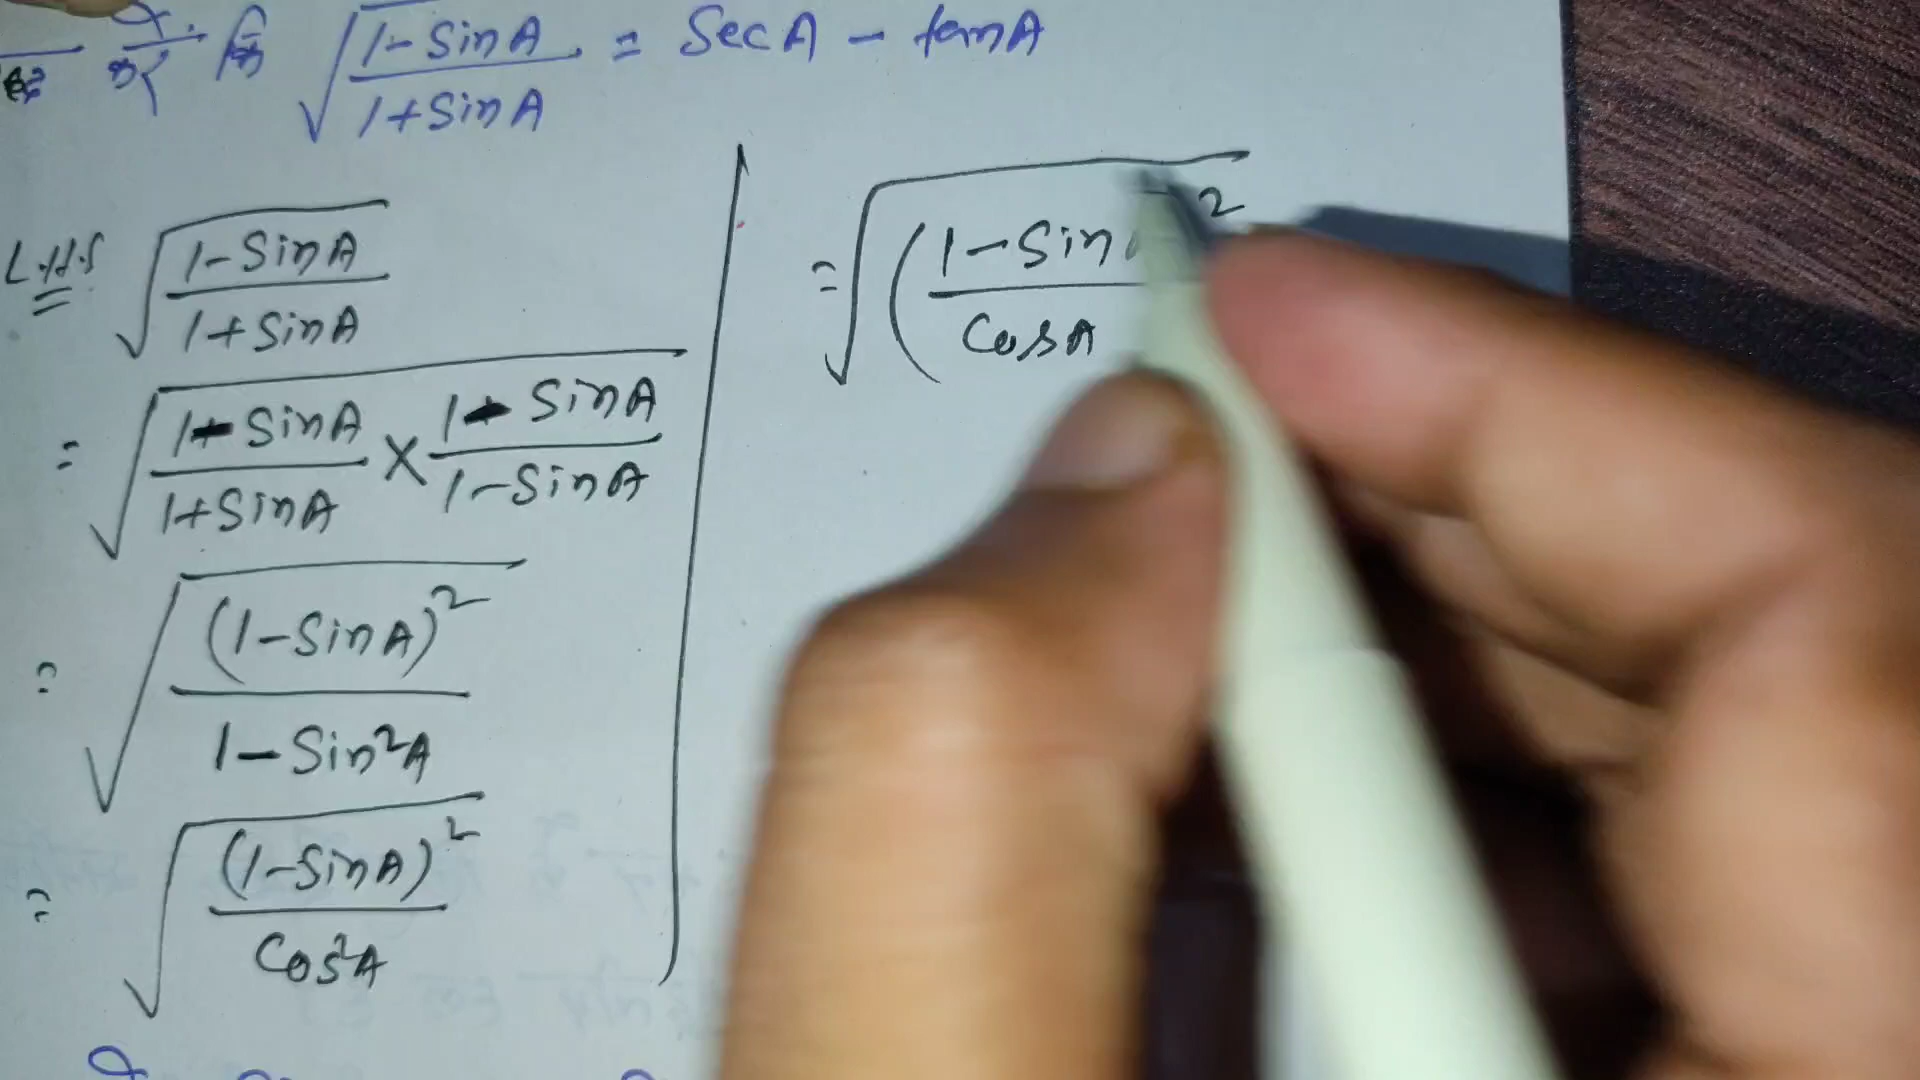 कि √(1-SinA)/(1+SinA) = SecA - tanA
L.H.S √(1-SinA)/(1+SinA)
= √(1-SinA)/(1+SinA) × (1-SinA)/(1-SinA)
= √(1-SinA)²/(1-Sin²A)
= √(1-SinA)²/(Cos²A)
= √((1-Sin /CosA ²